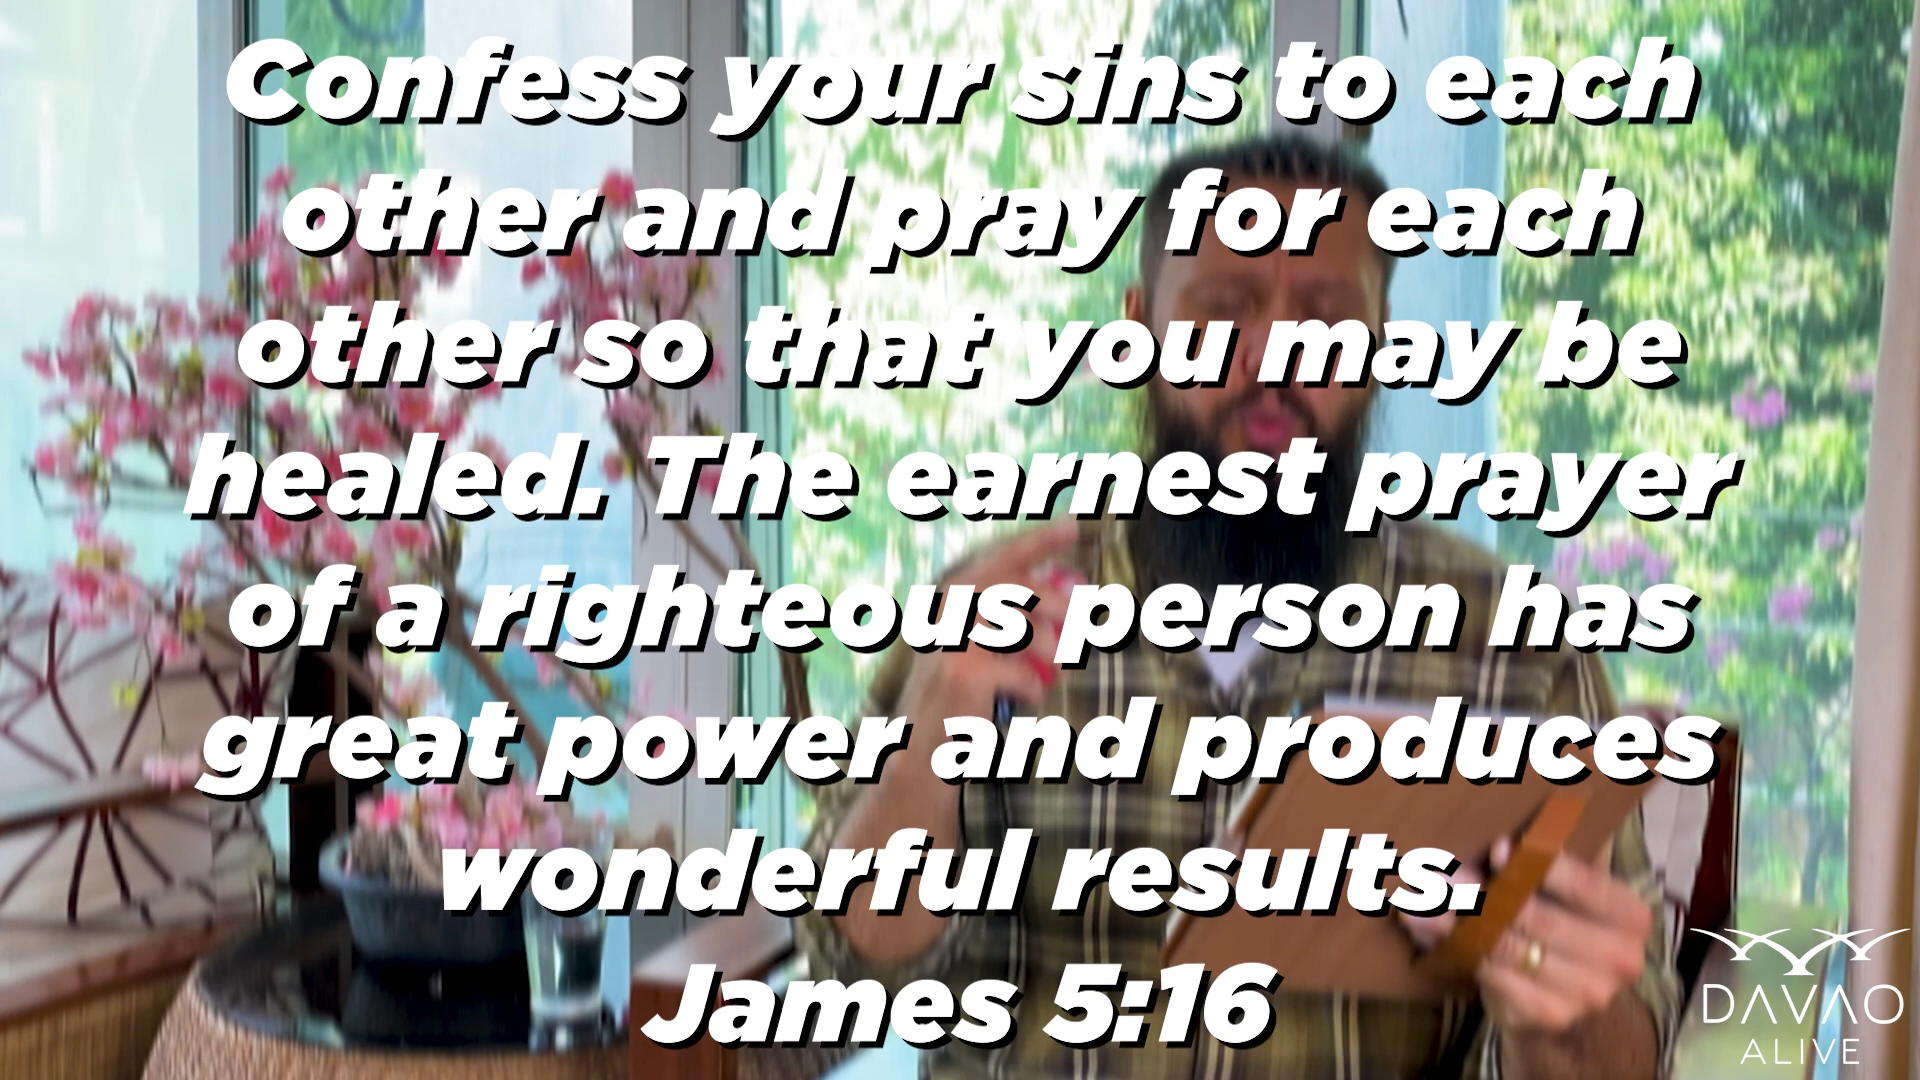 Confess your sins to each
other and pray for each
other so that you may be
healed. The earnest prayer
of a righteous person has
great power and produces
wonderful results.
James 5:16
DAVAO
ALIVE